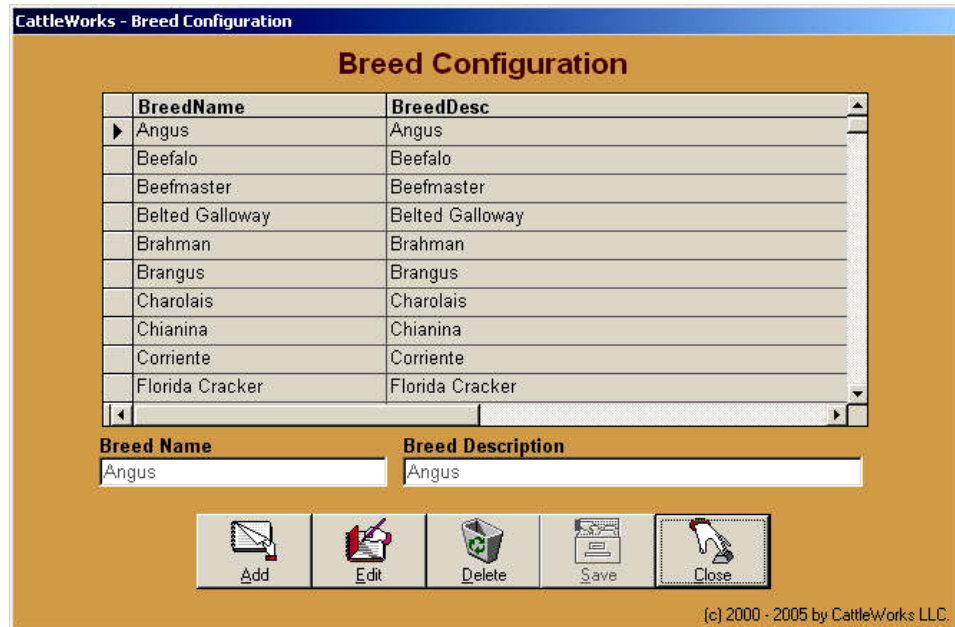 CattleWorks - Breed Configuration
Breed Configuration
BreedName BreedDesc
Angus Angus
Beefalo Beefalo
Beefmaster Beefmaster
Belted Galloway Belted Galloway
Brahman Brahman
Brangus Brangus
Charolais Charolais
Chianina Chianina
Corriente Corriente
Florida Cracker Florida Cracker
Breed Name Breed Description
Angus Angus
Add Edit Delete Save Close
(c) 2000 - 2005 by CattleWorks LLC.